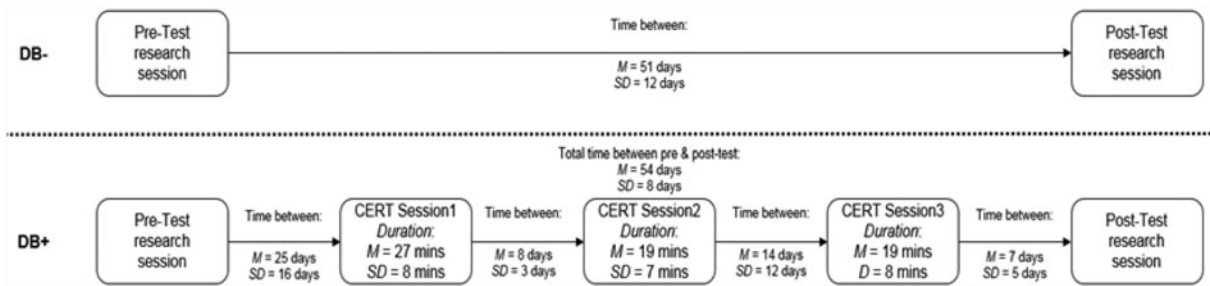 DB-
Pre-Test
research
session
Time between:
M = 51 days
SD = 12 days
Post-Test
research
session
Total time between pre & post-test:
M = 54 days
SD = 8 days
DB+
Pre-Test
research
session
Time between:
M = 25 days
SD = 16 days
CERT Session1
Duration:
M = 27 mins
SD = 8 mins
Time between:
M = 8 days
SD = 3 days
CERT Session2
Duration:
M = 19 mins
SD = 7 mins
Time between:
M = 14 days
SD = 12 days
CERT Session3
Duration:
M = 19 mins
D = 8 mins
Time between:
M = 7 days
SD = 5 days
Post-Test
research
session